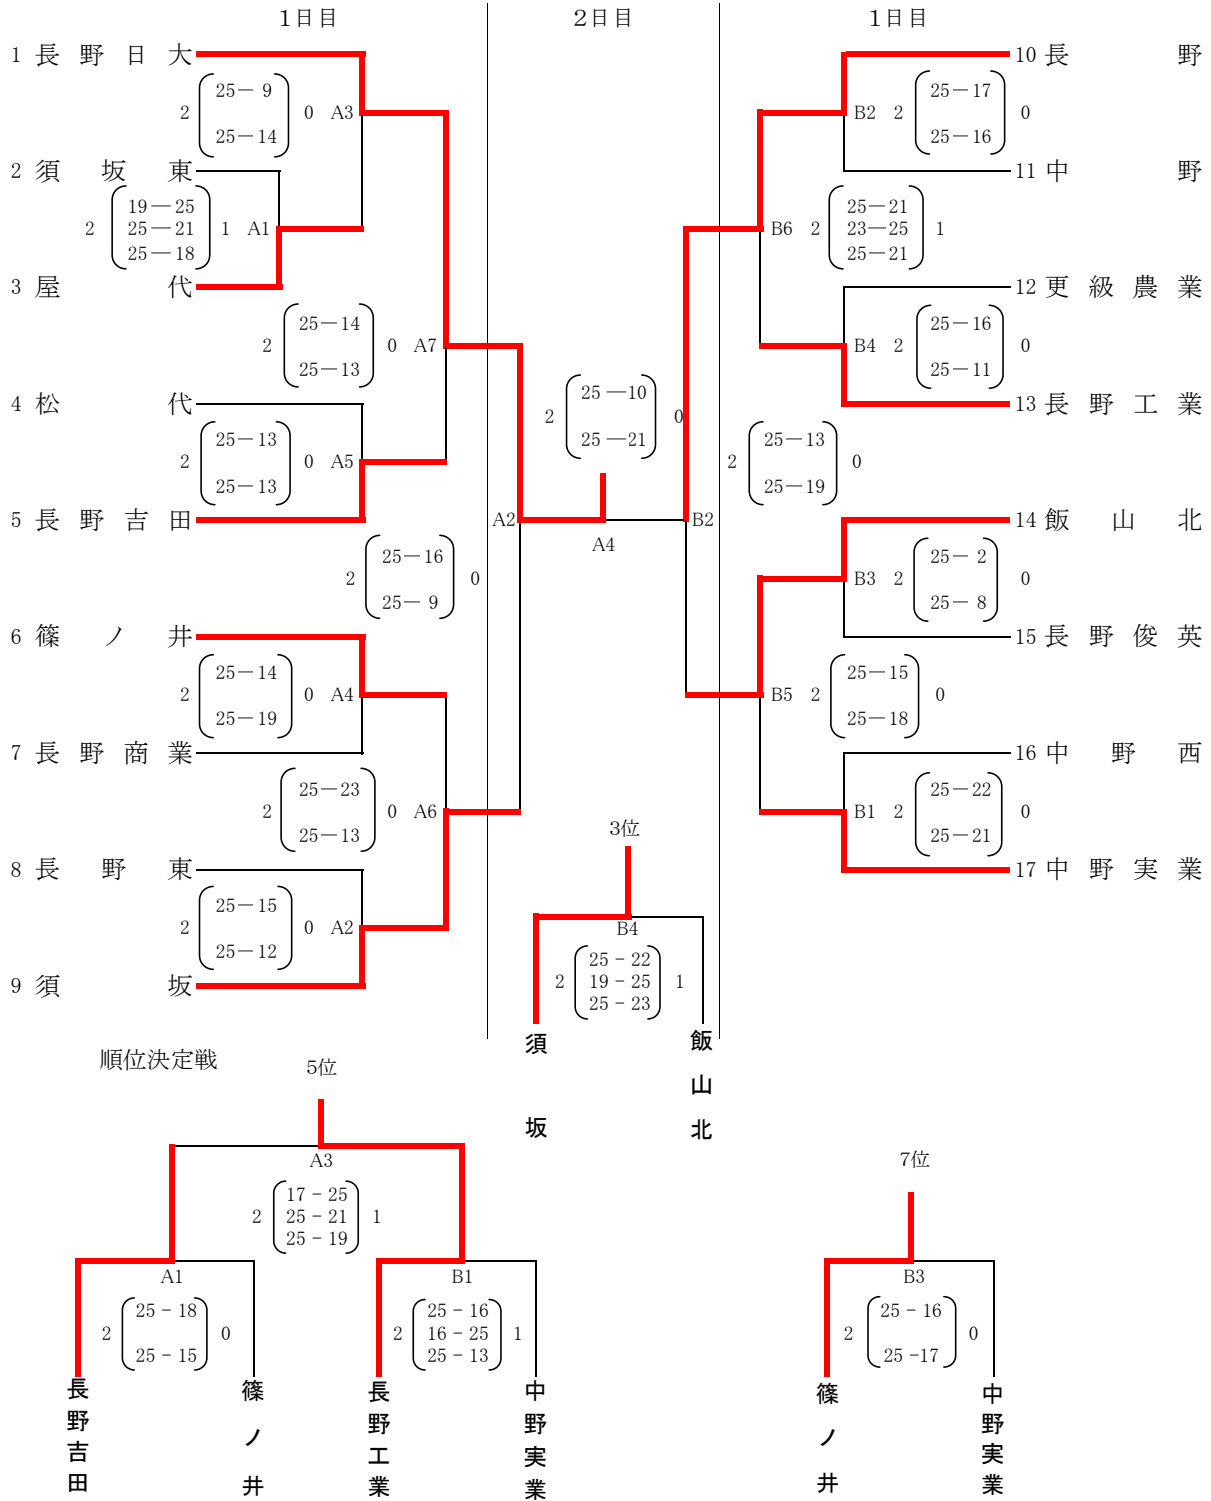 1日目 2日目 1日目
1 長野日大
25－ 9
2 0 A3
25－14
2 須坂東
19－25
2 25－21 1 A1
25－18
3 屋代
25－14
2 0 A7
25－13
4 松代
25－13
2 0 A5
25－13
5 長野吉田
A2
25－16
2 0
25－ 9
6 篠ノ井
25－14
2 0 A4
25－19
7 長野商業
25－23
2 0 A6
25－13
8 長野東
25－15
2 0 A2
25－12
9 須坂
25－10
2 0
25－21
A4
10 長野
25－17
B2 2 0
25－16
11 中野
25－21
B6 2 23－25 1
25－21
12 更級農業
25－16
B4 2 0
25－11
13 長野工業
25－13
2 0
25－19
B2
14 飯山北
25－ 2
B3 2 0
25－ 8
15 長野俊英
25－15
B5 2 0
25－18
16 中野西
25－22
B1 2 0
25－21
17 中野実業
3位
B4
25－22
2 19－25 1
25－23
須坂
飯山北
順位決定戦
5位
A3
17－25
2 25－21 1
25－19
A1
25－18
2 0
25－15
B1
25－16
2 16－25 1
25－13
長野吉田
篠ノ井
長野工業
中野実業
7位
B3
25－16
2 0
25－17
篠ノ井
中野実業